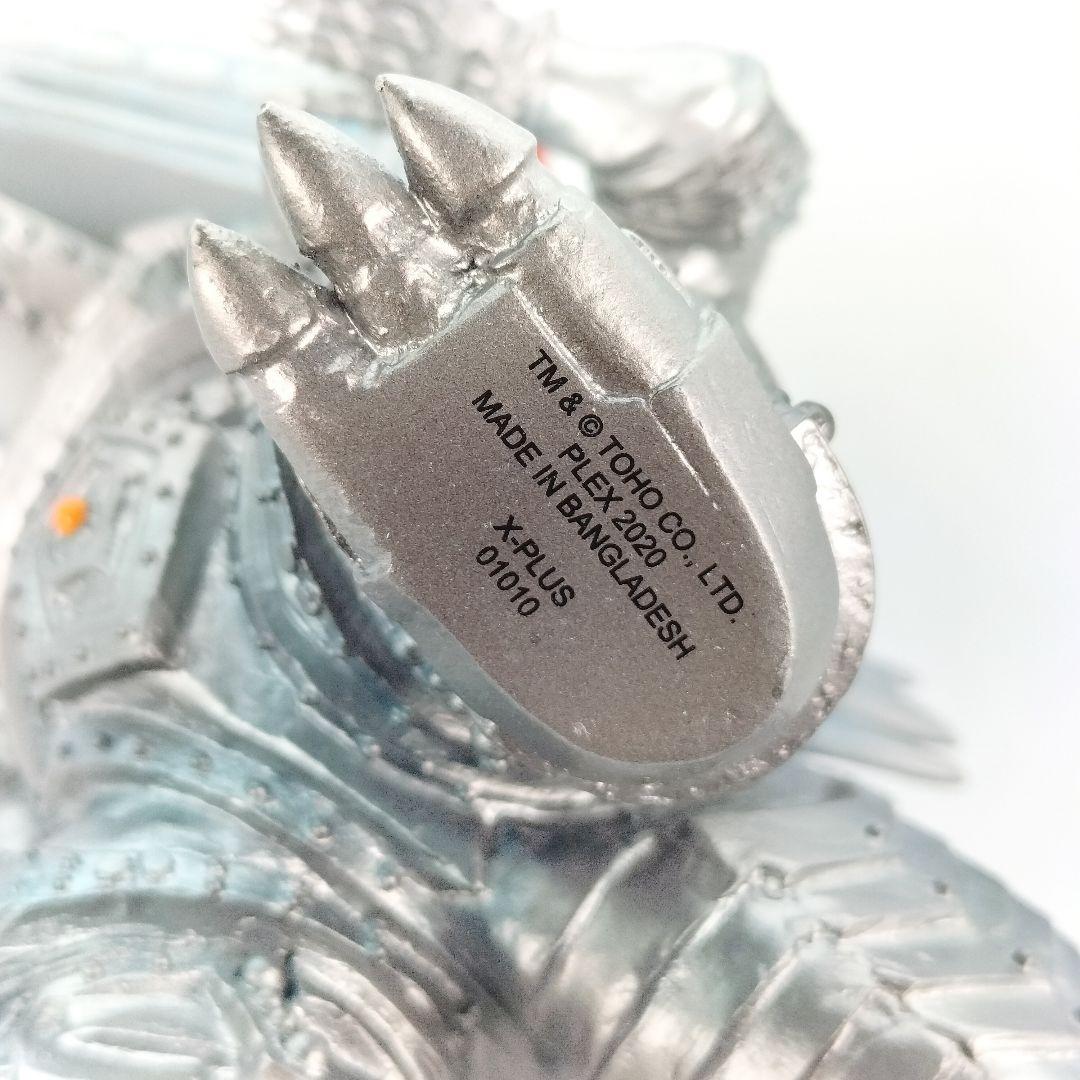 TM & © TOHO CO., LTD.
PLEX 2020
MADE IN BANGLADESH
X-PLUS
01010